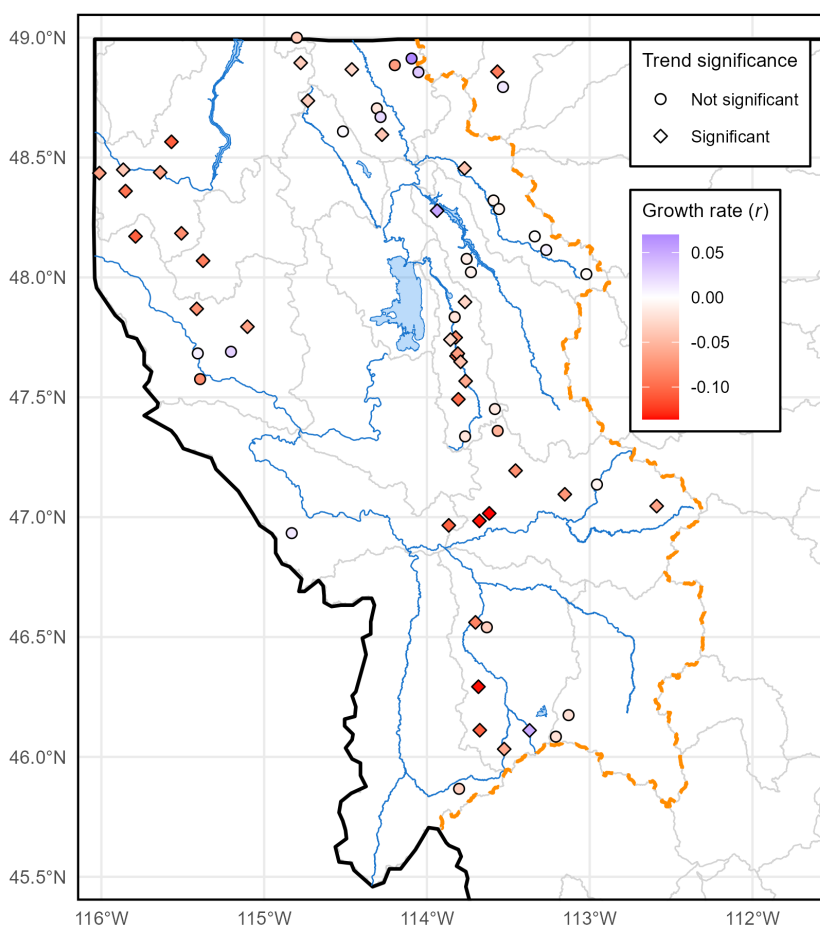 49.0°N
48.5°N
48.0°N
47.5°N
47.0°N
46.5°N
46.0°N
45.5°N
116°W
115°W
114°W
113°W
112°W
Trend significance
Not significant
Significant
Growth rate (r)
0.05
0.00
-0.05
-0.10